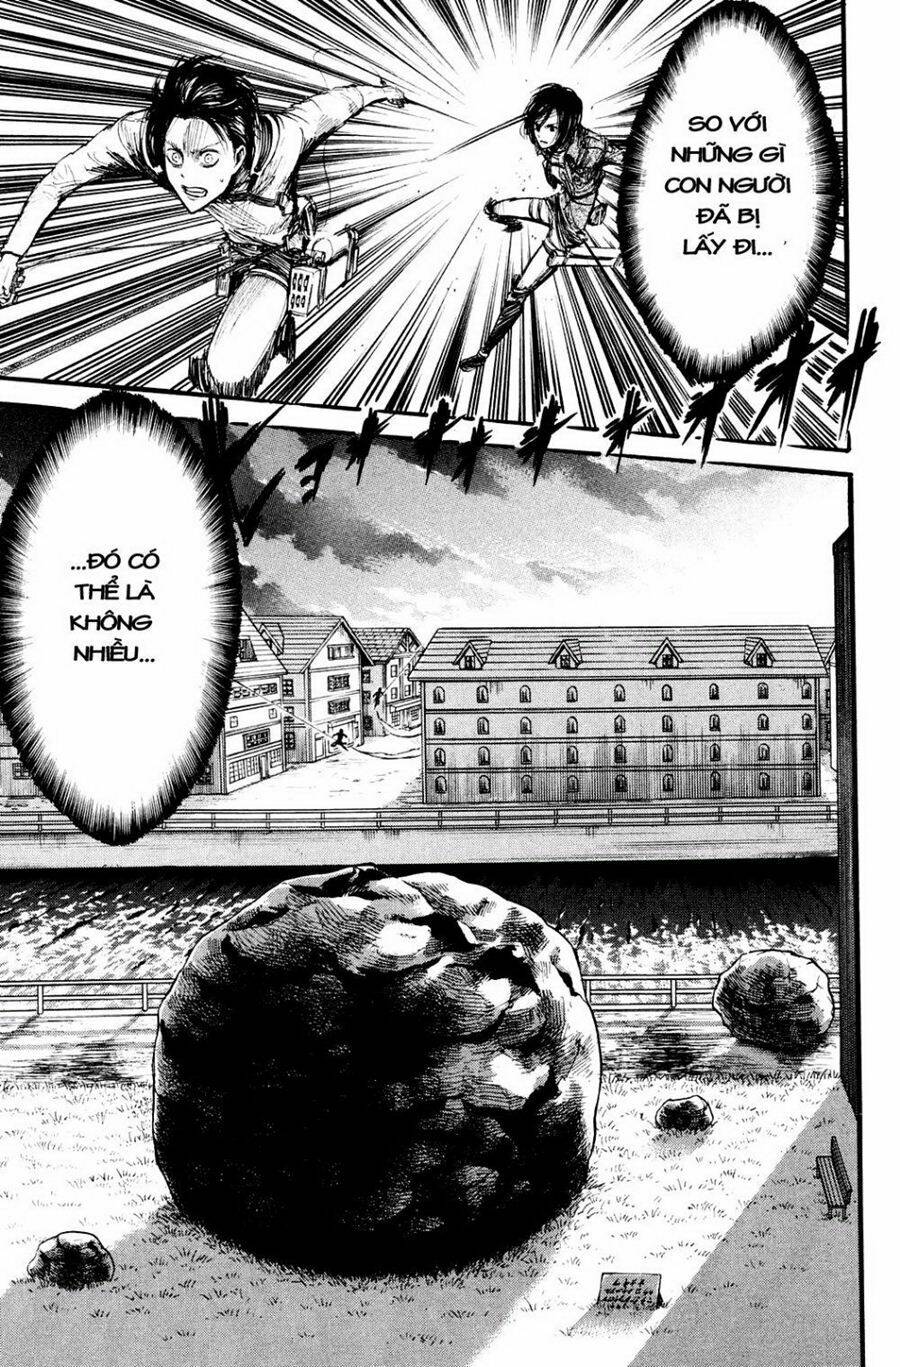 SO VỚI
NHỮNG GÌ
CON NGƯỜI
ĐÃ BỊ
LẤY ĐI...
...ĐÓ CÓ
THỂ LÀ
KHÔNG
NHIỀU...